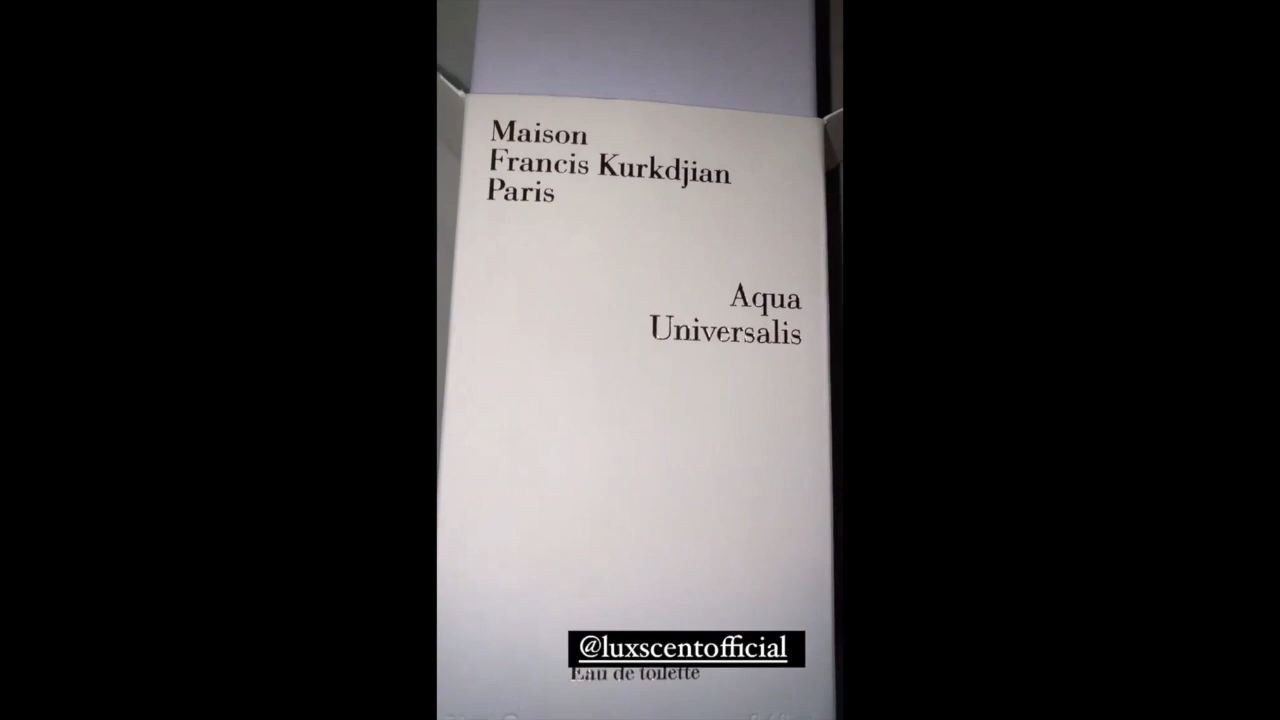 Maison
Francis Kurkdjian
Paris
Aqua
Universalis
@luxscentofficial
Eau de toilette